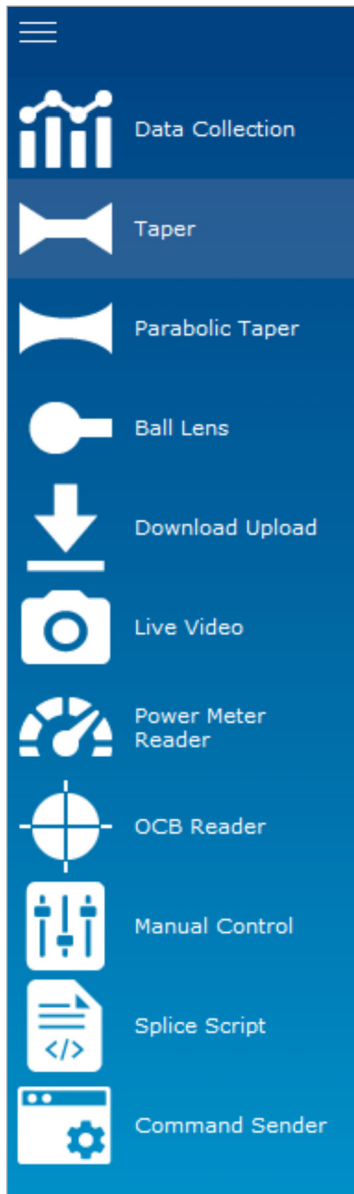 Data Collection
Taper
Parabolic Taper
Ball Lens
Download Upload
Live Video
Power Meter
Reader
OCB Reader
Manual Control
Splice Script
</>
Command Sender